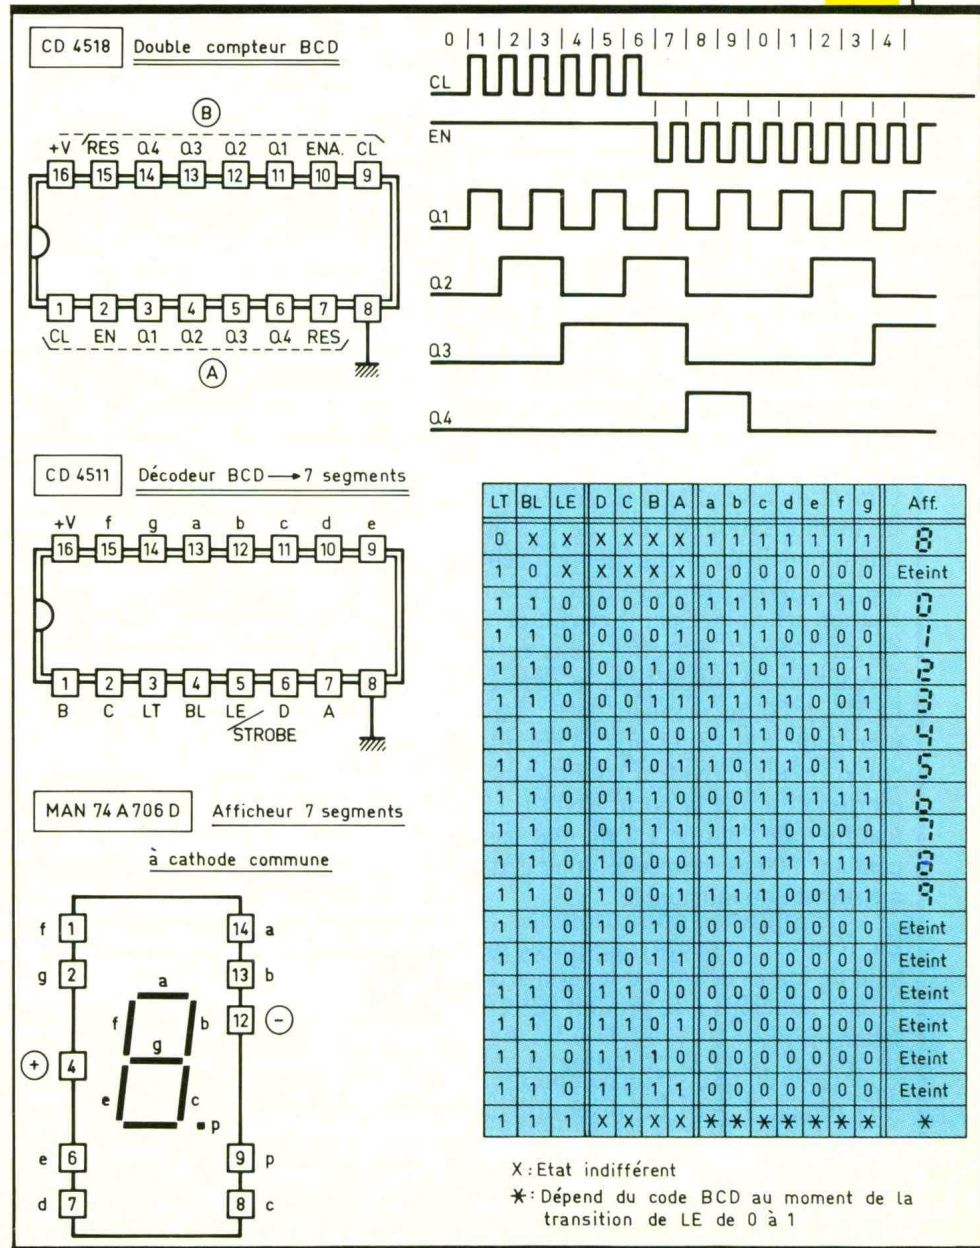 CD 4518 Double compteur BCD
B
+V RES Q4 Q3 Q2 Q1 ENA. CL
16 15 14 13 12 11 10 9
1 2 3 4 5 6 7 8
CL EN Q1 Q2 Q3 Q4 RES
A
0 | 1 | 2 | 3 | 4 | 5 | 6 | 7 | 8 | 9 | 0 | 1 | 2 | 3 | 4 |
CL
EN
Q1
Q2
Q3
Q4
CD 4511 Décodeur BCD → 7 segments
+V f g a b c d e
16 15 14 13 12 11 10 9
1 2 3 4 5 6 7 8
B C LT BL LE/STROBE D A
MAN 74 A 706 D Afficheur 7 segments
à cathode commune
f 1 14 a
g 2 13 b
12 −
+ 4
e 6 9 p
d 7 8 c
a
f b
g
e c
p
LT BL LE D C B A a b c d e f g Aff.
0 X X X X X X 1 1 1 1 1 1 1 8
1 0 X X X X X 0 0 0 0 0 0 0 Eteint
1 1 0 0 0 0 0 1 1 1 1 1 1 0 0
1 1 0 0 0 0 1 0 1 1 0 0 0 0 1
1 1 0 0 0 1 0 1 1 0 1 1 0 1 2
1 1 0 0 0 1 1 1 1 1 1 0 0 1 3
1 1 0 0 1 0 0 0 1 1 0 0 1 1 4
1 1 0 0 1 0 1 1 0 1 1 0 1 1 5
1 1 0 0 1 1 0 0 0 1 1 1 1 1 6
1 1 0 0 1 1 1 1 1 1 0 0 0 0 7
1 1 0 1 0 0 0 1 1 1 1 1 1 1 8
1 1 0 1 0 0 1 1 1 1 0 0 1 1 9
1 1 0 1 0 1 0 0 0 0 0 0 0 0 Eteint
1 1 0 1 0 1 1 0 0 0 0 0 0 0 Eteint
1 1 0 1 1 0 0 0 0 0 0 0 0 0 Eteint
1 1 0 1 1 0 1 0 0 0 0 0 0 0 Eteint
1 1 0 1 1 1 0 0 0 0 0 0 0 0 Eteint
1 1 0 1 1 1 1 0 0 0 0 0 0 0 Eteint
1 1 1 X X X X * * * * * * * *
X : Etat indifférent
* : Dépend du code BCD au moment de la
transition de LE de 0 à 1